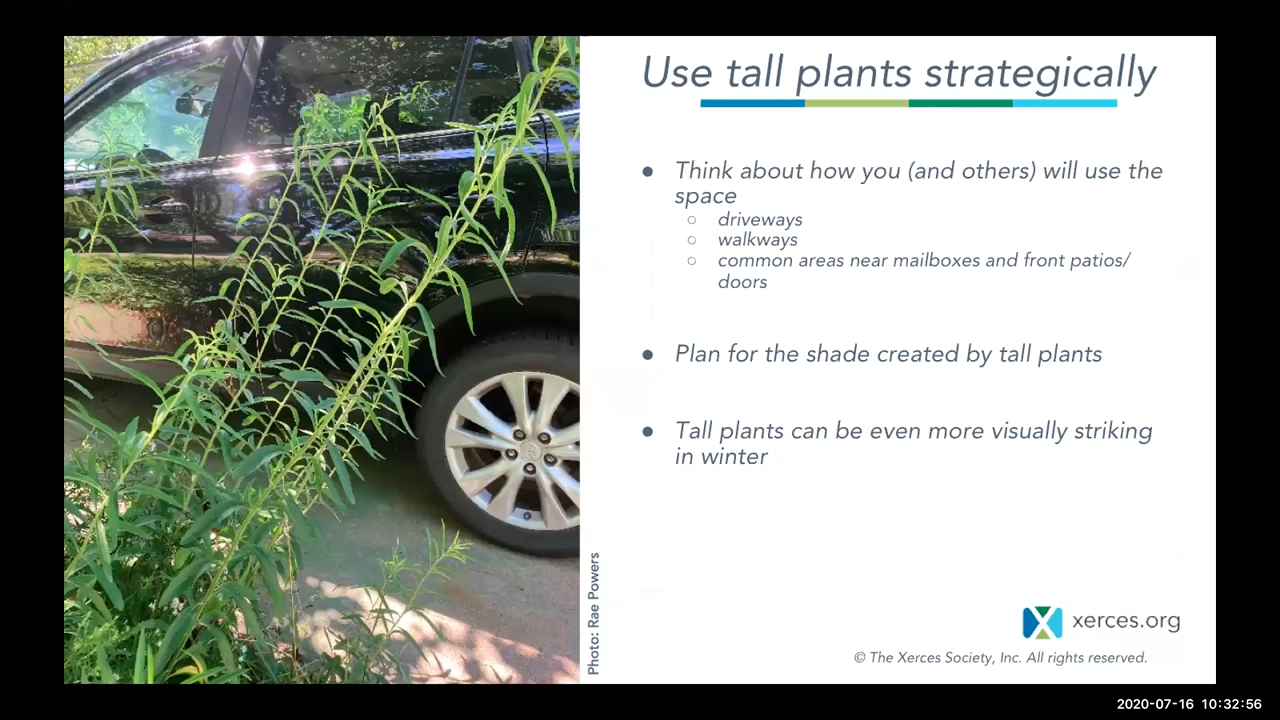 Use tall plants strategically
● Think about how you (and others) will use the
space
○ driveways
○ walkways
○ common areas near mailboxes and front patios/
doors
● Plan for the shade created by tall plants
● Tall plants can be even more visually striking
in winter
Photo: Rae Powers
xerces.org
© The Xerces Society, Inc. All rights reserved.
2020-07-16 10:32:56